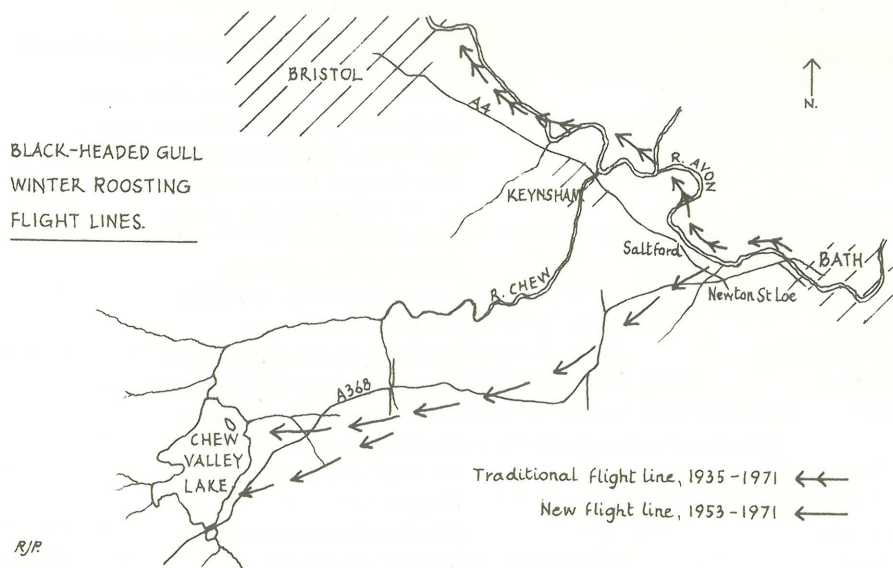 BLACK-HEADED GULL
WINTER ROOSTING
FLIGHT LINES.
BRISTOL
A4
N.
R. AVON
KEYNSHAM
Saltford
BATH
Newton St Loe
R. CHEW
A368
CHEW
VALLEY
LAKE
Traditional flight line, 1935-1971
New flight line, 1953-1971
RJP.